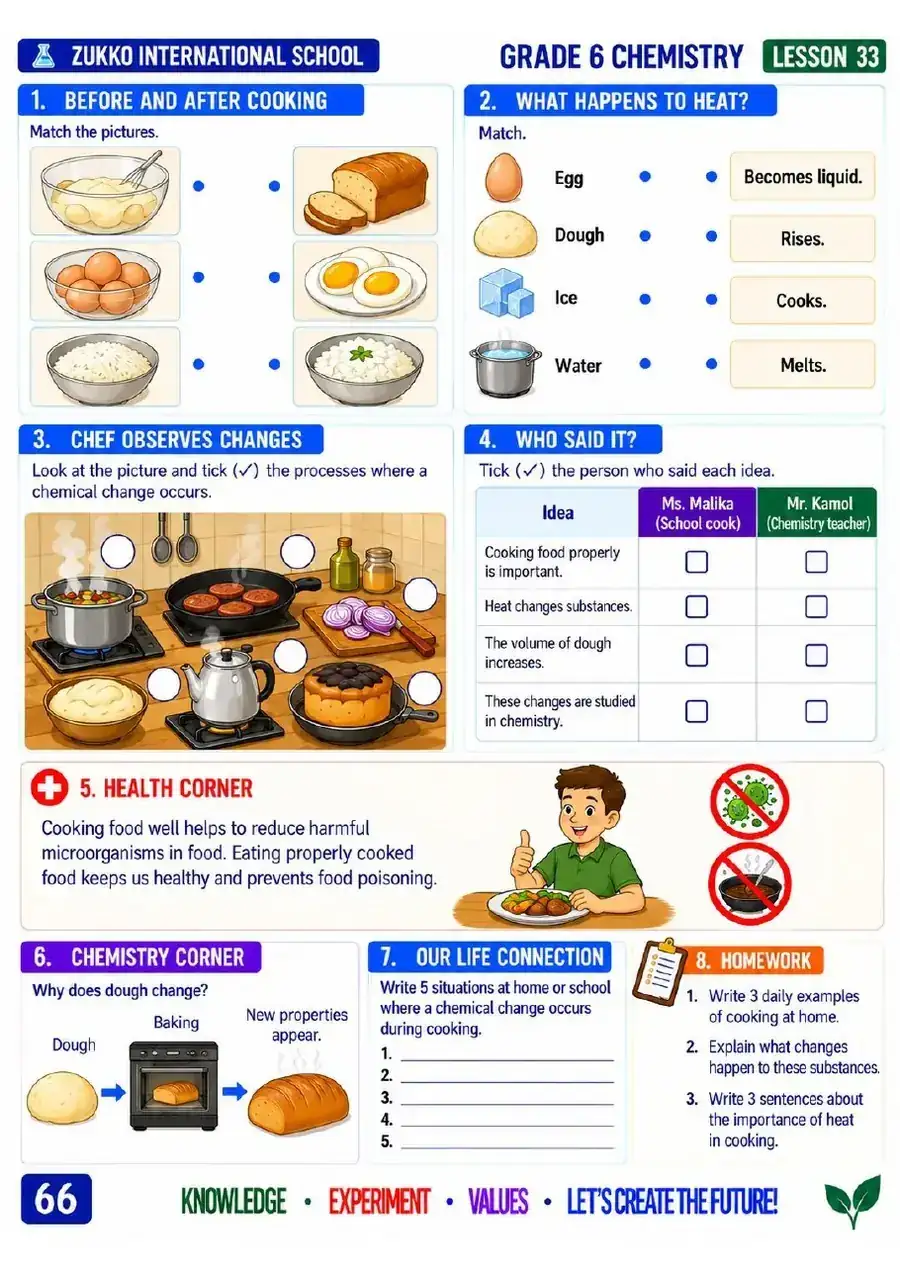 ZUKKO INTERNATIONAL SCHOOL
GRADE 6 CHEMISTRY
LESSON 33
1. BEFORE AND AFTER COOKING
Match the pictures.
2. WHAT HAPPENS TO HEAT?
Match.
Egg
Becomes liquid.
Dough
Rises.
Ice
Cooks.
Water
Melts.
3. CHEF OBSERVES CHANGES
Look at the picture and tick (✓) the processes where a
chemical change occurs.
4. WHO SAID IT?
Tick (✓) the person who said each idea.
Idea
Ms. Malika
(School cook)
Mr. Kamol
(Chemistry teacher)
Cooking food properly
is important.
Heat changes substances.
The volume of dough
increases.
These changes are studied
in chemistry.
5. HEALTH CORNER
Cooking food well helps to reduce harmful
microorganisms in food. Eating properly cooked
food keeps us healthy and prevents food poisoning.
6. CHEMISTRY CORNER
Why does dough change?
Dough
Baking
New properties
appear.
7. OUR LIFE CONNECTION
Write 5 situations at home or school
where a chemical change occurs
during cooking.
1.
2.
3.
4.
5.
8. HOMEWORK
1. Write 3 daily examples
of cooking at home.
2. Explain what changes
happen to these substances.
3. Write 3 sentences about
the importance of heat
in cooking.
66
KNOWLEDGE • EXPERIMENT • VALUES • LET'S CREATE THE FUTURE!